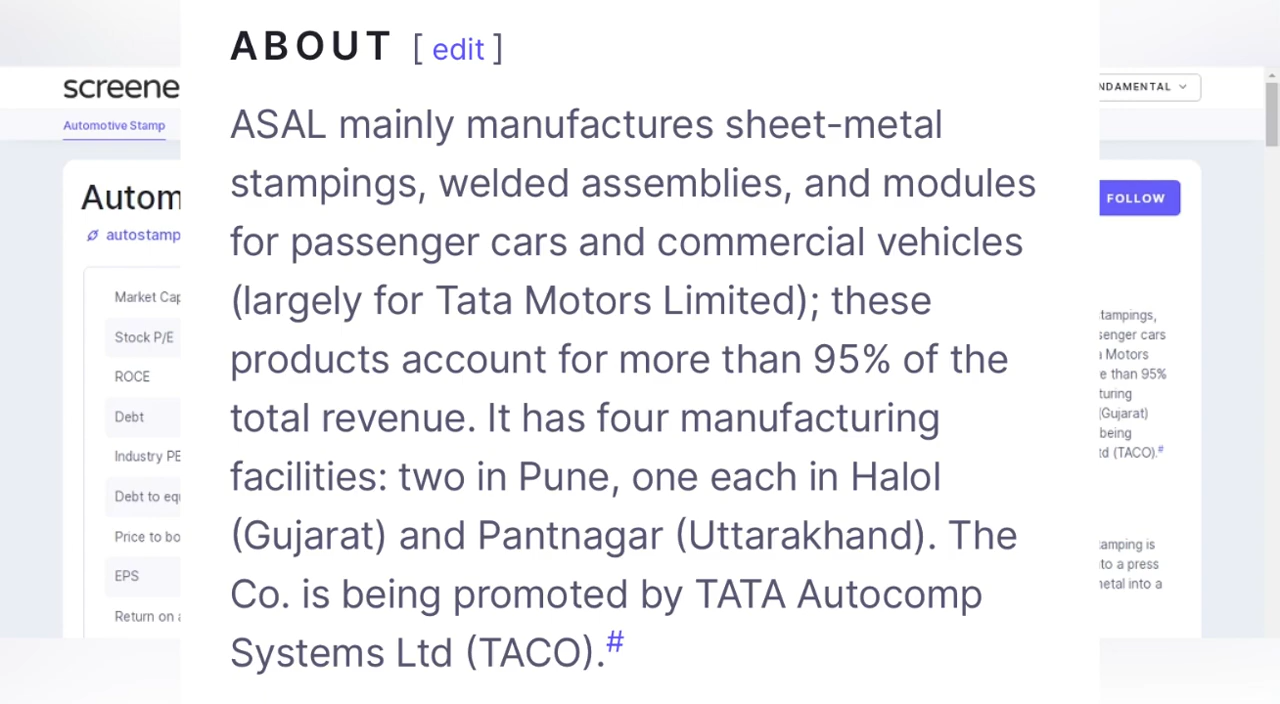 ABOUT [ edit ]
ASAL mainly manufactures sheet-metal
stampings, welded assemblies, and modules
for passenger cars and commercial vehicles
(largely for Tata Motors Limited); these
products account for more than 95% of the
total revenue. It has four manufacturing
facilities: two in Pune, one each in Halol
(Gujarat) and Pantnagar (Uttarakhand). The
Co. is being promoted by TATA Autocomp
Systems Ltd (TACO).#
screene
Automotive Stamp
Autom
autostamp
Market Cap
Stock P/E
ROCE
Debt
Industry PE
Debt to equ
Price to bo
EPS
Return on a
NDAMENTAL
FOLLOW
tampings,
senger cars
a Motors
e than 95%
turing
(Gujarat)
being
td (TACO).#
tamping is
to a press
metal into a